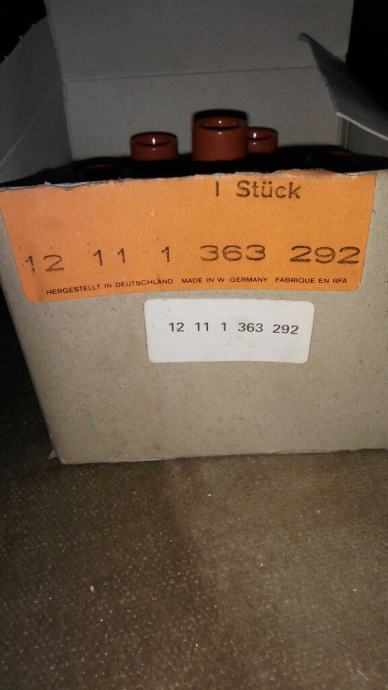 1 Stück
12 11 1 363 292
HERGESTELLT IN DEUTSCHLAND MADE IN W-GERMANY FABRIQUE EN RFA
12 11 1 363 292